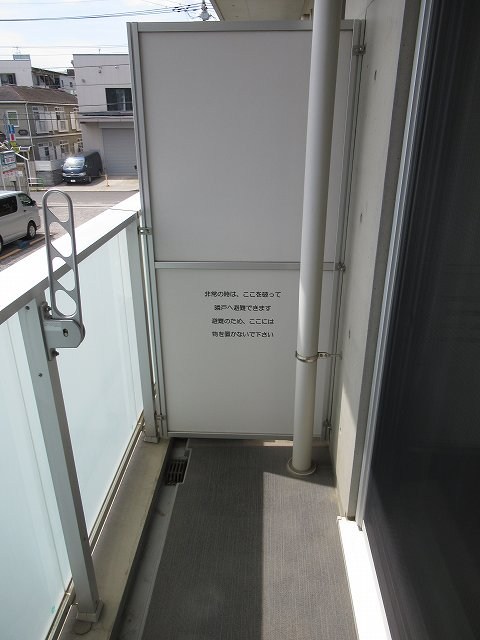 非常の時は、ここを破って
隣戸へ避難できます
避難のため、ここには
物を置かないで下さい